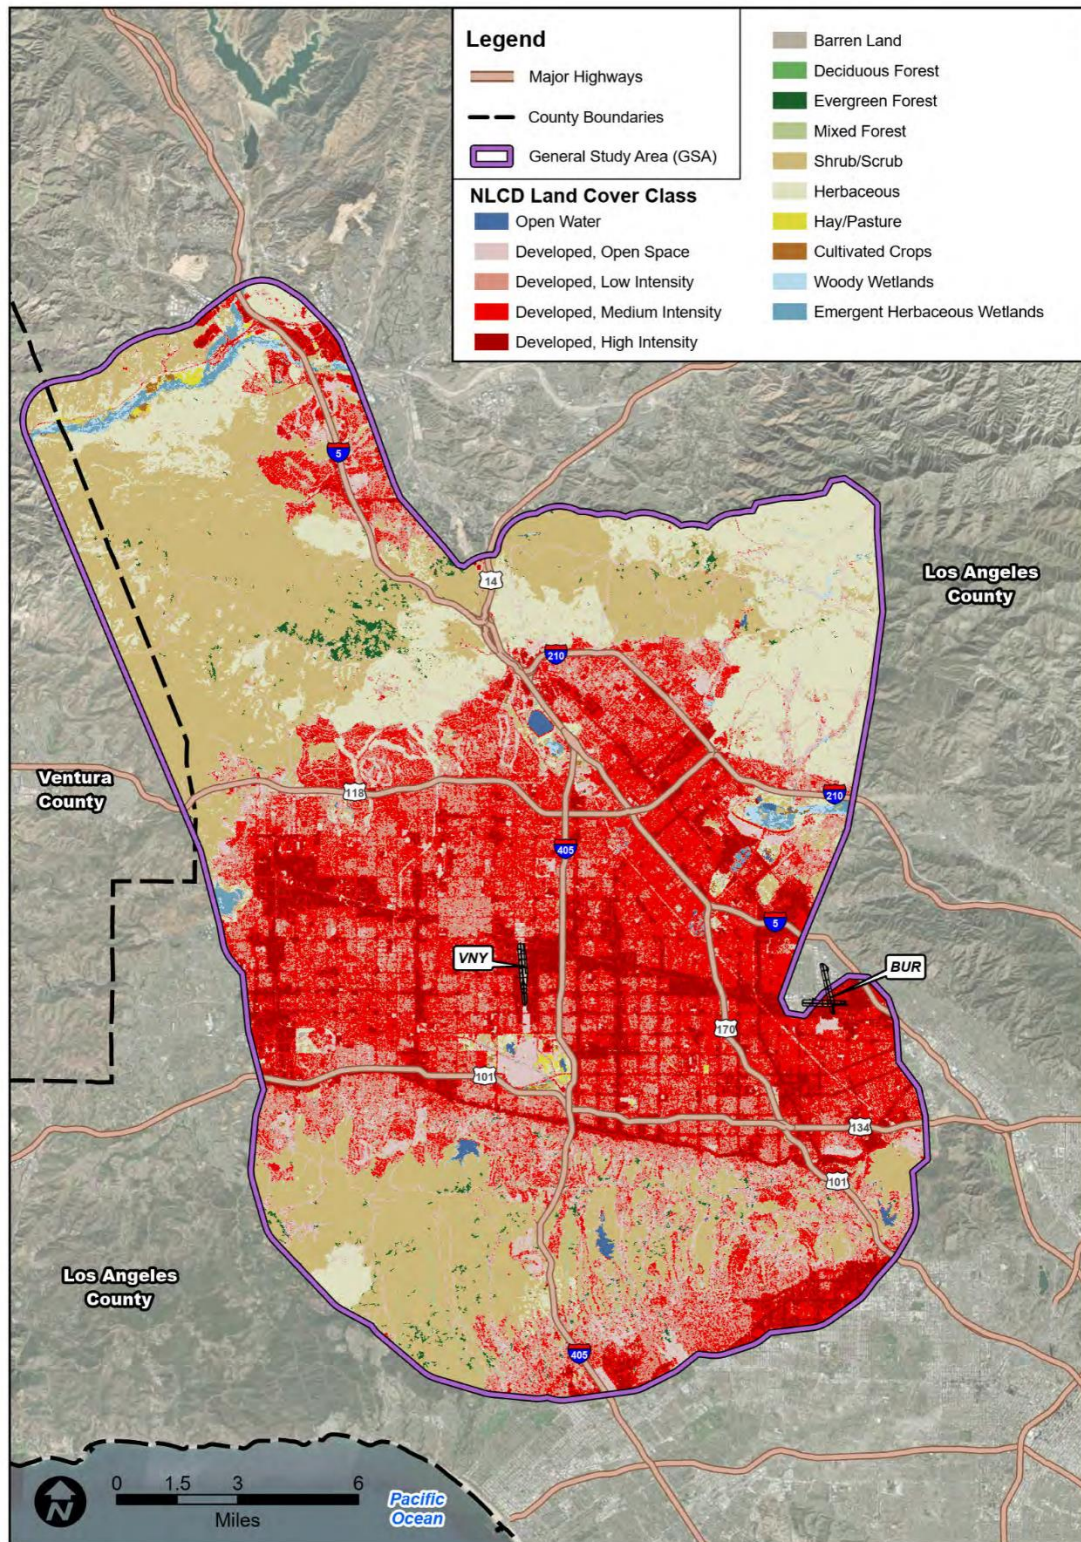 Legend
Major Highways
County Boundaries
General Study Area (GSA)
NLCD Land Cover Class
Open Water
Developed, Open Space
Developed, Low Intensity
Developed, Medium Intensity
Developed, High Intensity
Barren Land
Deciduous Forest
Evergreen Forest
Mixed Forest
Shrub/Scrub
Herbaceous
Hay/Pasture
Cultivated Crops
Woody Wetlands
Emergent Herbaceous Wetlands
5
14
Los Angeles
County
210
Ventura
County
118
210
405
5
VNY
BUR
170
101
134
101
Los Angeles
County
405
N
0 1.5 3 6
Miles
Pacific
Ocean